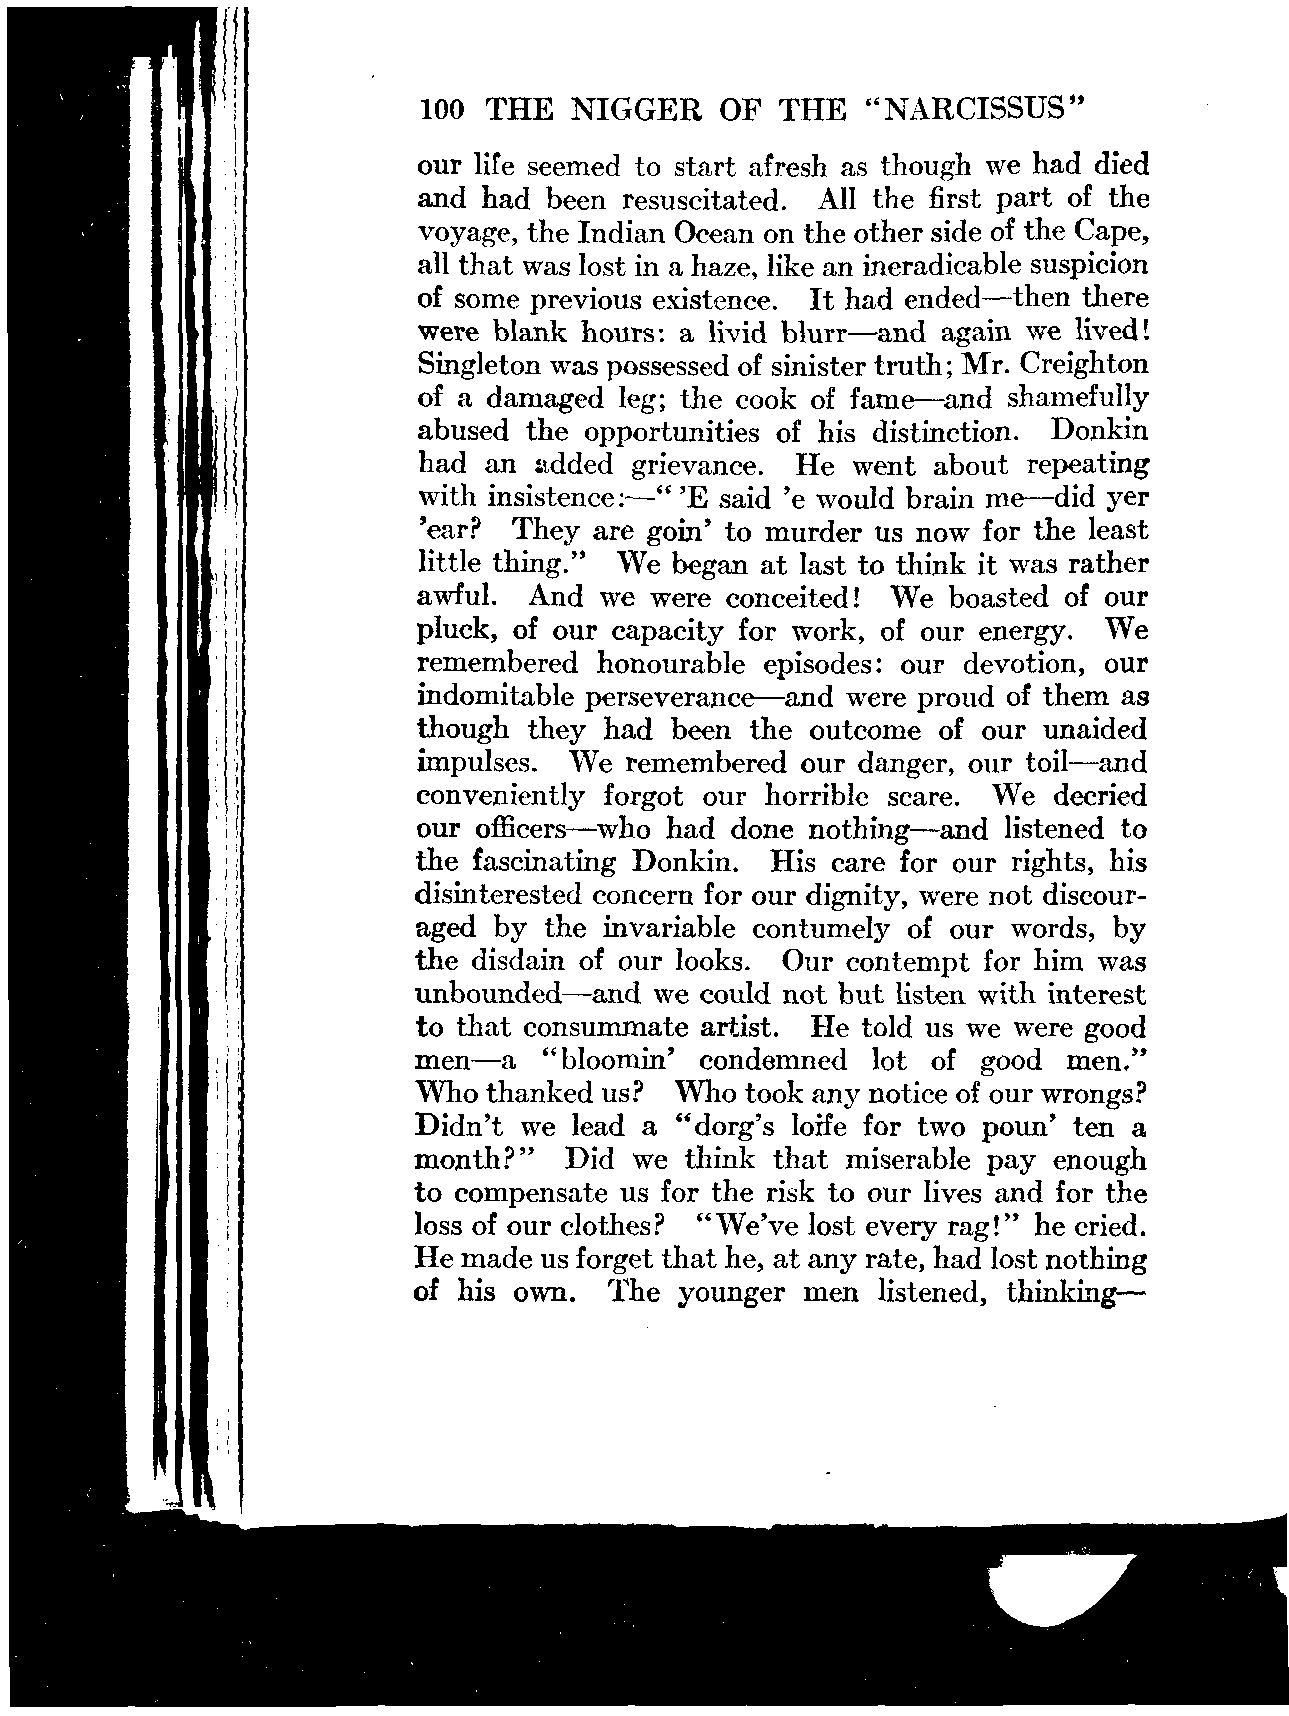 100 THE NIGGER OF THE "NARCISSUS"
our life seemed to start afresh as though we had died
and had been resuscitated. All the first part of the
voyage, the Indian Ocean on the other side of the Cape,
all that was lost in a haze, like an ineradicable suspicion
of some previous existence. It had ended—then there
were blank hours: a livid blurr—and again we lived!
Singleton was possessed of sinister truth; Mr. Creighton
of a damaged leg; the cook of fame—and shamefully
abused the opportunities of his distinction. Donkin
had an added grievance. He went about repeating
with insistence:—" 'E said 'e would brain me—did yer
'ear? They are goin' to murder us now for the least
little thing." We began at last to think it was rather
awful. And we were conceited! We boasted of our
pluck, of our capacity for work, of our energy. We
remembered honourable episodes: our devotion, our
indomitable perseverance—and were proud of them as
though they had been the outcome of our unaided
impulses. We remembered our danger, our toil—and
conveniently forgot our horrible scare. We decried
our officers—who had done nothing—and listened to
the fascinating Donkin. His care for our rights, his
disinterested concern for our dignity, were not discour-
aged by the invariable contumely of our words, by
the disdain of our looks. Our contempt for him was
unbounded—and we could not but listen with interest
to that consummate artist. He told us we were good
men—a "bloomin' condemned lot of good men."
Who thanked us? Who took any notice of our wrongs?
Didn't we lead a "dorg's loife for two poun' ten a
month?" Did we think that miserable pay enough
to compensate us for the risk to our lives and for the
loss of our clothes? "We've lost every rag!" he cried.
He made us forget that he, at any rate, had lost nothing
of his own. The younger men listened, thinking—